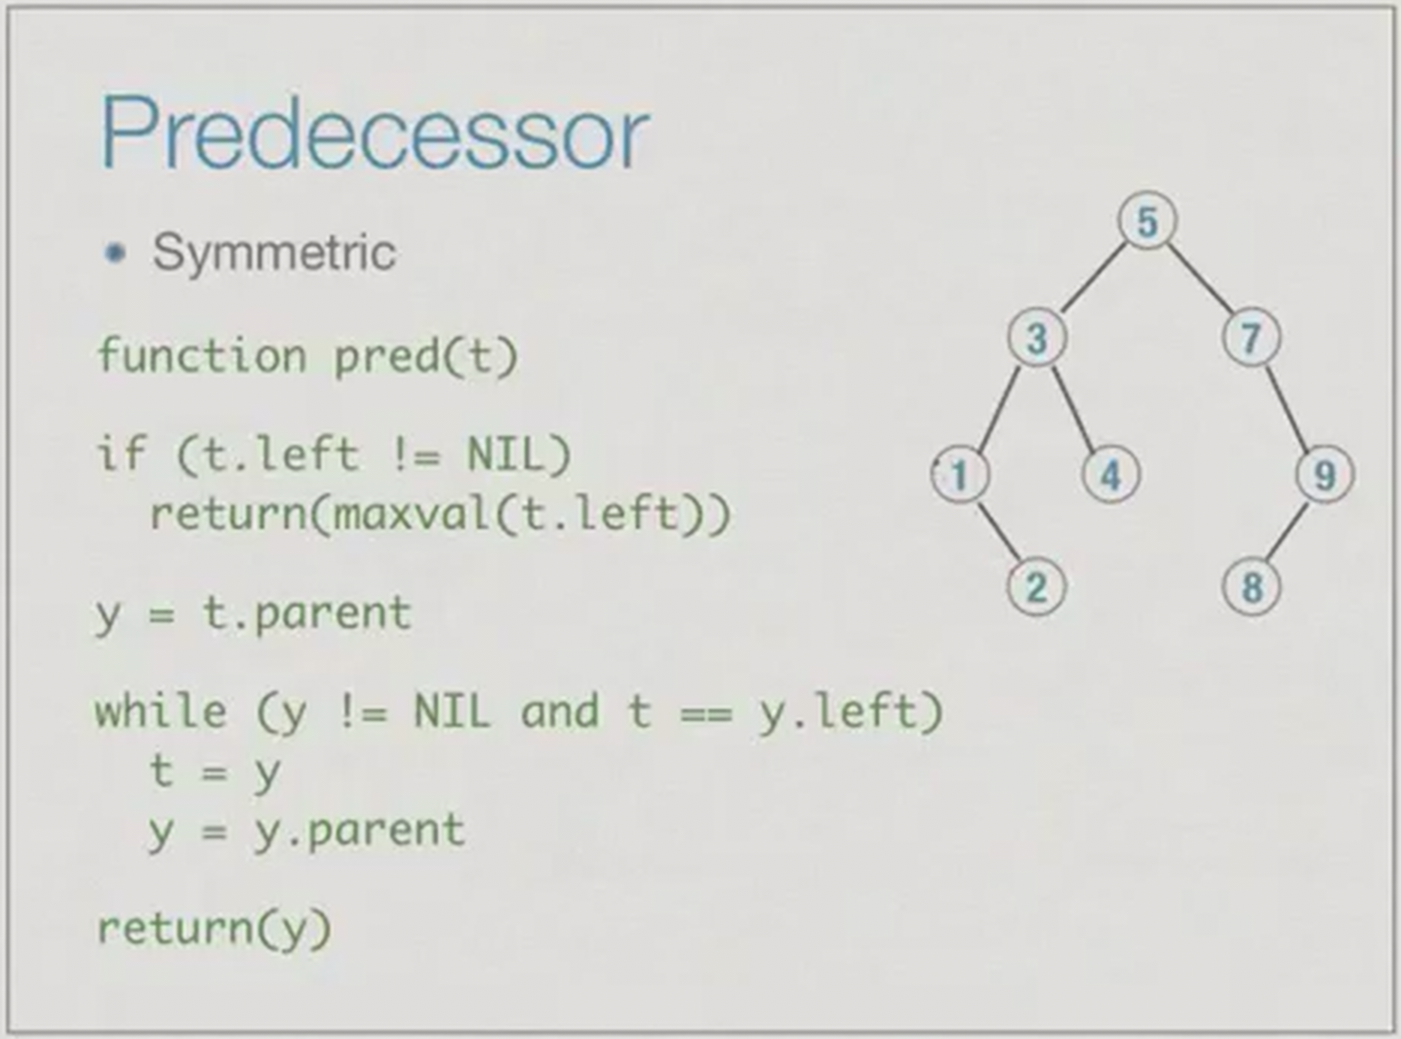 Predecessor
• Symmetric
function pred(t)
if (t.left != NIL)
return(maxval(t.left))
y = t.parent
while (y != NIL and t == y.left)
t = y
y = y.parent
return(y)
5
3
7
1
4
9
2
8